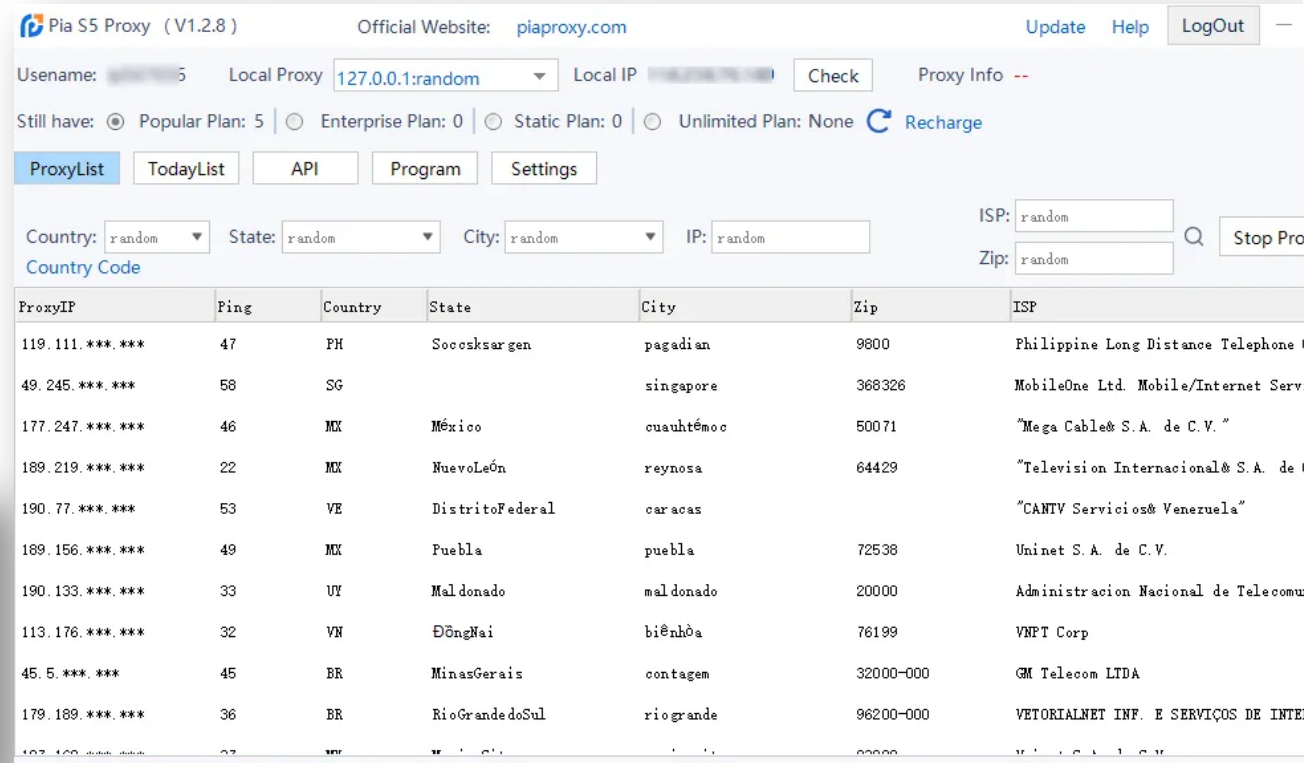 Pia S5 Proxy ( V1.2.8 ) Official Website: piaproxy.com Update Help LogOut
Usename: 5 Local Proxy 127.0.0.1:random Local IP Check Proxy Info --
Still have: Popular Plan: 5 Enterprise Plan: 0 Static Plan: 0 Unlimited Plan: None Recharge
ProxyList TodayList API Program Settings
ISP: random
Country: random State: random City: random IP: random Stop Pro
Zip: random
Country Code
ProxyIP Ping Country State City Zip ISP
119.111.***.*** 47 PH Soccsksargen pagadian 9800 Philippine Long Distance Telephone
49.245.***.*** 58 SG singapore 368326 MobileOne Ltd. Mobile/Internet Serv
177.247.***.*** 46 MX México cuauhtémoc 50071 "Mega Cable& S.A. de C.V."
189.219.***.*** 22 MX NuevoLeón reynosa 64429 "Television Internacional& S.A. de
190.77.***.*** 53 VE DistritoFederal caracas "CANTV Servicios& Venezuela"
189.156.***.*** 49 MX Puebla puebla 72538 Uninet S.A. de C.V.
190.133.***.*** 33 UY Maldonado maldonado 20000 Administracion Nacional de Telecomu
113.176.***.*** 32 VN ĐồngNai biênhòa 76199 VNPT Corp
45.5.***.*** 45 BR MinasGerais contagem 32000-000 GM Telecom LTDA
179.189.***.*** 36 BR RioGrandedoSul riogrande 96200-000 VETORIALNET INF. E SERVIÇOS DE INTE